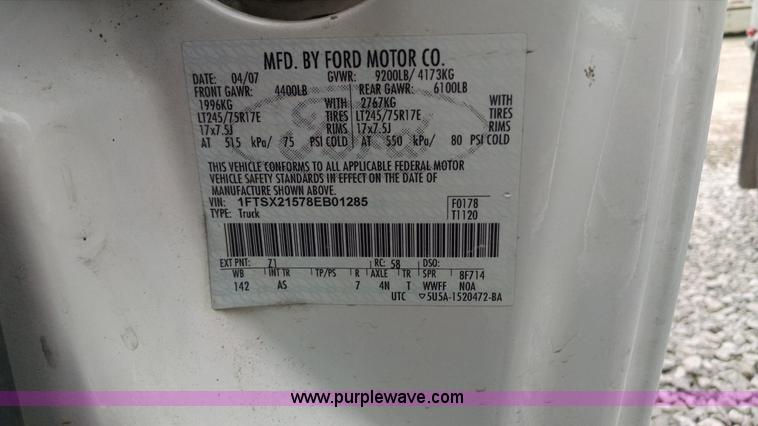 MFD. BY FORD MOTOR CO.
DATE: 04/07 GVWR: 9200LB/ 4173KG
FRONT GAWR: 4400LB REAR GAWR: 6100LB
1996KG WITH 2767KG WITH
LT245/75R17E TIRES LT245/75R17E TIRES
17x7.5J RIMS 17x7.5J RIMS
AT 515 kPa/ 75 PSI COLD AT 550 kPa/ 80 PSI COLD
THIS VEHICLE CONFORMS TO ALL APPLICABLE FEDERAL MOTOR
VEHICLE SAFETY STANDARDS IN EFFECT ON THE DATE OF
MANUFACTURE SHOWN ABOVE.
VIN: 1FTSX21578EB01285 F0178
TYPE: Truck T1120
EXT PNT: Z1 RC: 58 DSO:
WB INT TR TP/PS R AXLE TR SPR 8F714
142 AS 7 4N T WWFF NOA
UTC ▽5U5A-1520472-BA
www.purplewave.com